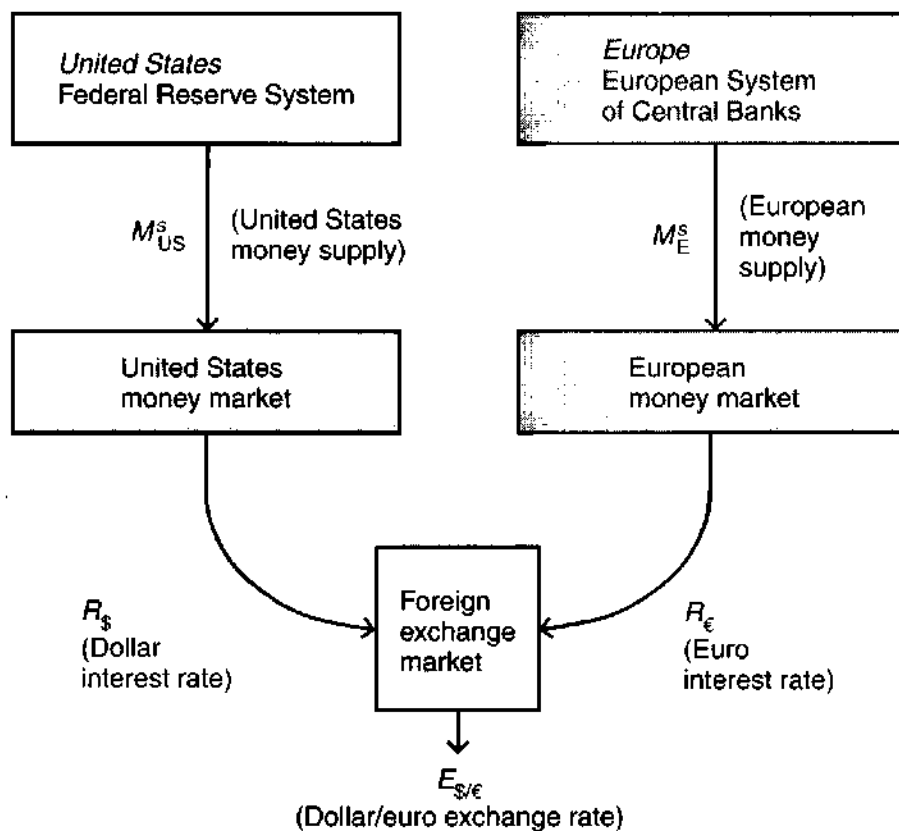 United States
Federal Reserve System
Europe
European System
of Central Banks
M^s_US
(United States
money supply)
M^s_E
(European
money
supply)
United States
money market
European
money market
R_$
(Dollar
interest rate)
Foreign
exchange
market
R_€
(Euro
interest rate)
E_$/€
(Dollar/euro exchange rate)